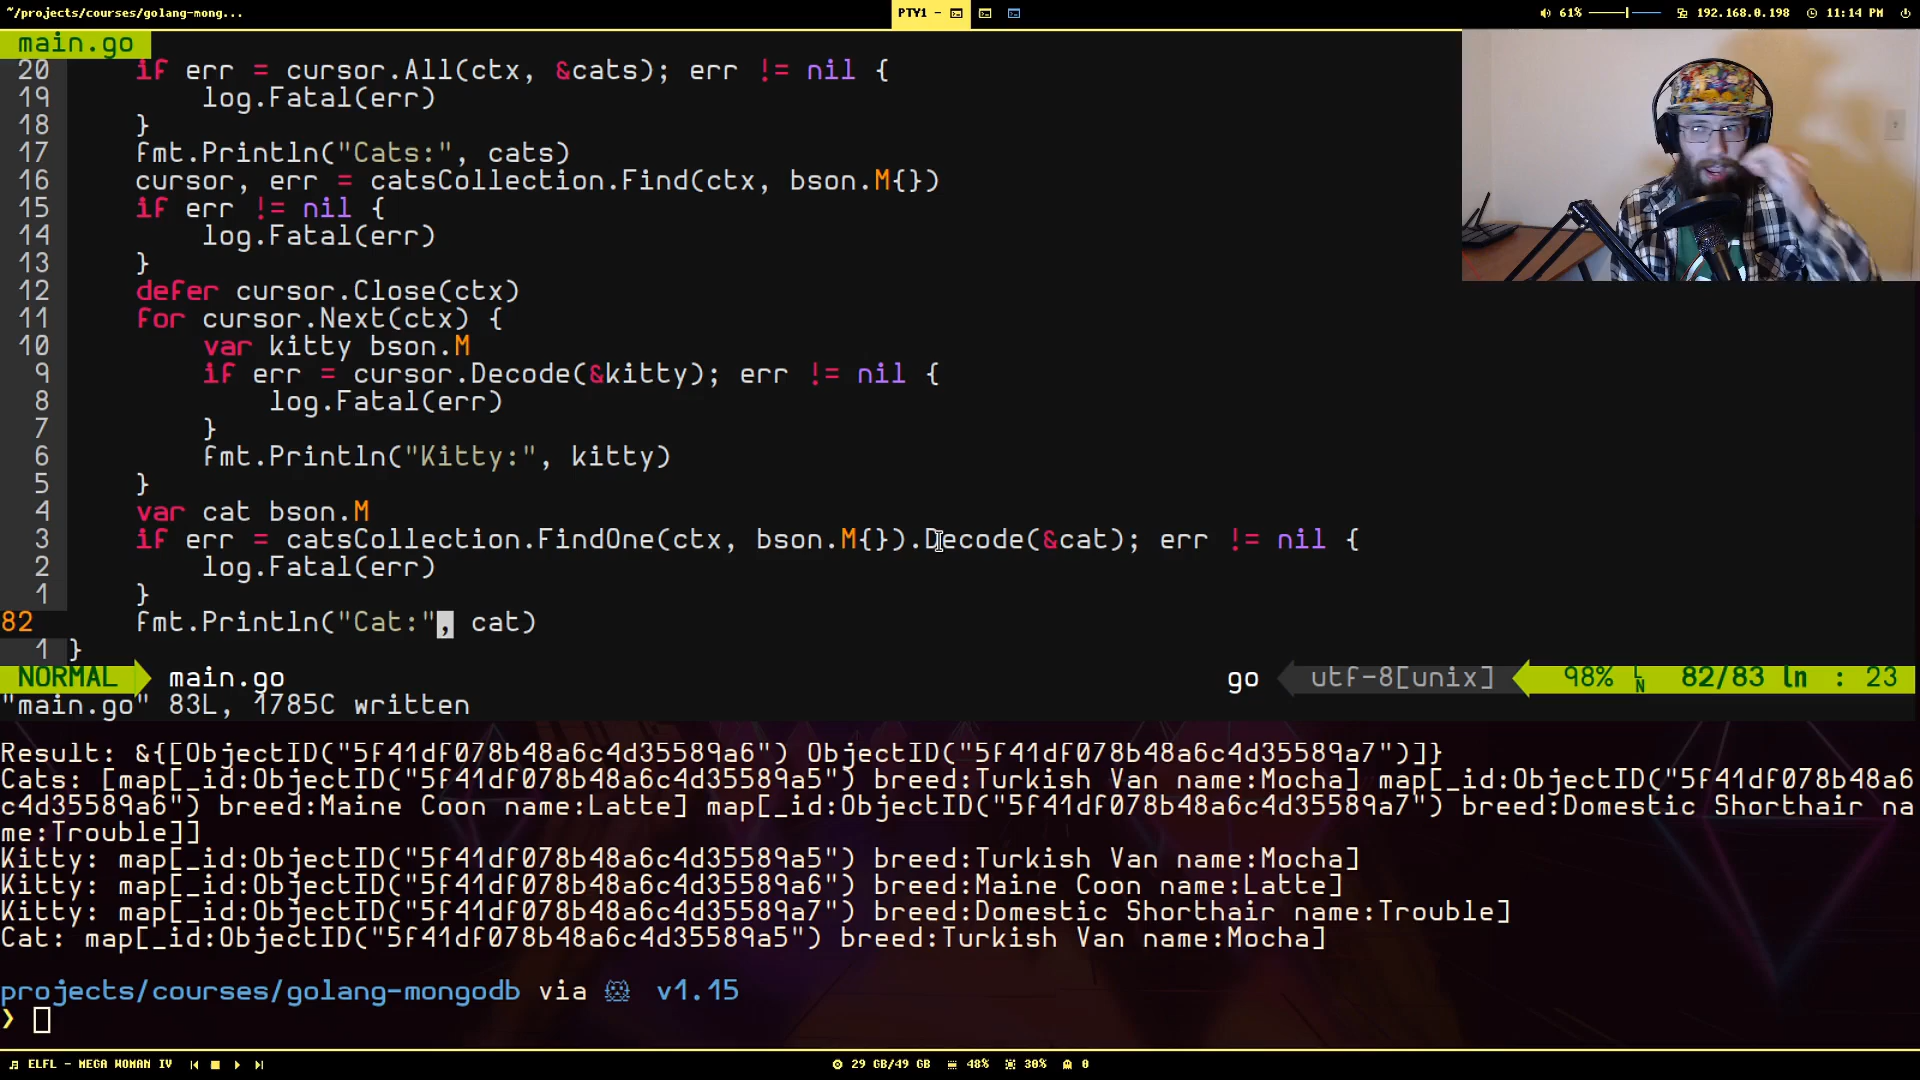 ~/projects/courses/golang-mong...
PTY1 -
61%
192.168.0.198
11:14 PM
main.go
20 if err = cursor.All(ctx, &cats); err != nil {
19 log.Fatal(err)
18 }
17 fmt.Println("Cats:", cats)
16 cursor, err = catsCollection.Find(ctx, bson.M{})
15 if err != nil {
14 log.Fatal(err)
13 }
12 defer cursor.Close(ctx)
11 for cursor.Next(ctx) {
10 var kitty bson.M
9 if err = cursor.Decode(&kitty); err != nil {
8 log.Fatal(err)
7 }
6 fmt.Println("Kitty:", kitty)
5 }
4 var cat bson.M
3 if err = catsCollection.FindOne(ctx, bson.M{}).Decode(&cat); err != nil {
2 log.Fatal(err)
1 }
82 fmt.Println("Cat:", cat)
1 }
NORMAL main.go go utf-8[unix] 98% LN 82/83 ln : 23
"main.go" 83L, 1785C written
Result: &{[ObjectID("5f41df078b48a6c4d35589a6") ObjectID("5f41df078b48a6c4d35589a7")]}
Cats: [map[_id:ObjectID("5f41df078b48a6c4d35589a5") breed:Turkish Van name:Mocha] map[_id:ObjectID("5f41df078b48a6
c4d35589a6") breed:Maine Coon name:Latte] map[_id:ObjectID("5f41df078b48a6c4d35589a7") breed:Domestic Shorthair na
me:Trouble]]
Kitty: map[_id:ObjectID("5f41df078b48a6c4d35589a5") breed:Turkish Van name:Mocha]
Kitty: map[_id:ObjectID("5f41df078b48a6c4d35589a6") breed:Maine Coon name:Latte]
Kitty: map[_id:ObjectID("5f41df078b48a6c4d35589a7") breed:Domestic Shorthair name:Trouble]
Cat: map[_id:ObjectID("5f41df078b48a6c4d35589a5") breed:Turkish Van name:Mocha]
projects/courses/golang-mongodb via v1.15
❯
ELFL - MEGA WOMAN IV
29 GB/49 GB
48%
30%
0